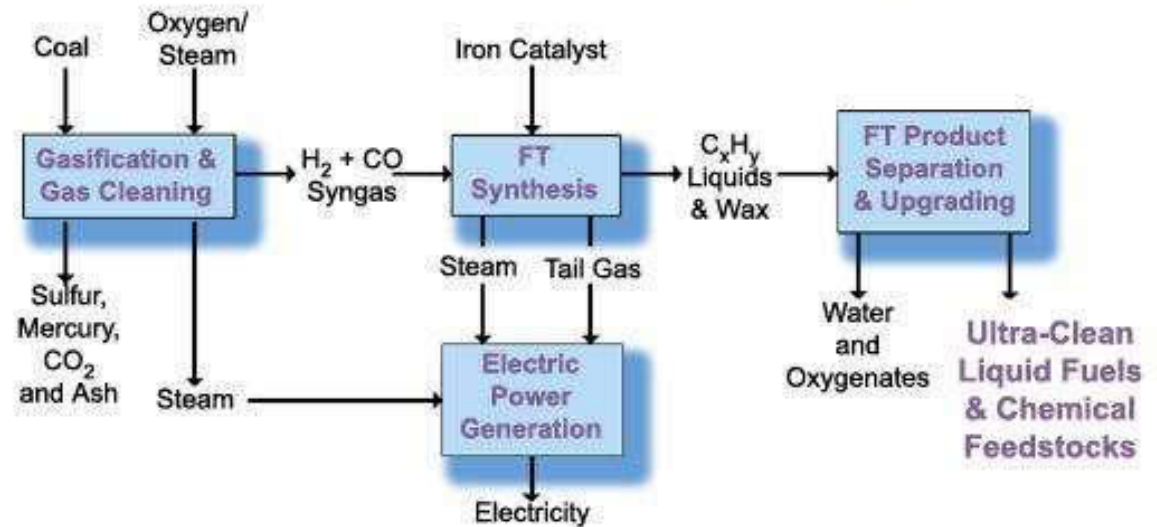 Coal
Oxygen/
Steam
Iron Catalyst
Gasification &
Gas Cleaning
H₂ + CO
Syngas
FT
Synthesis
CₓHᵧ
Liquids
& Wax
FT Product
Separation
& Upgrading
Sulfur,
Mercury,
CO₂
and Ash
Steam
Steam
Tail Gas
Electric
Power
Generation
Electricity
Water
and
Oxygenates
Ultra-Clean
Liquid Fuels
& Chemical
Feedstocks